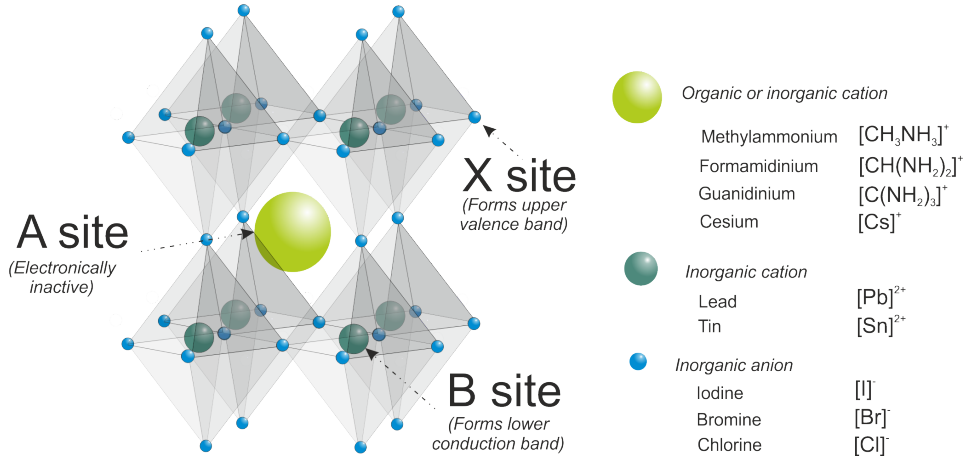 Organic or inorganic cation
Methylammonium [CH₃NH₃]⁺
Formamidinium [CH(NH₂)₂]⁺
Guanidinium [C(NH₂)₃]⁺
Cesium [Cs]⁺
X site
(Forms upper
valence band)
A site
(Electronically
inactive)
Inorganic cation
Lead [Pb]²⁺
Tin [Sn]²⁺
Inorganic anion
Iodine [I]⁻
Bromine [Br]⁻
Chlorine [Cl]⁻
B site
(Forms lower
conduction band)